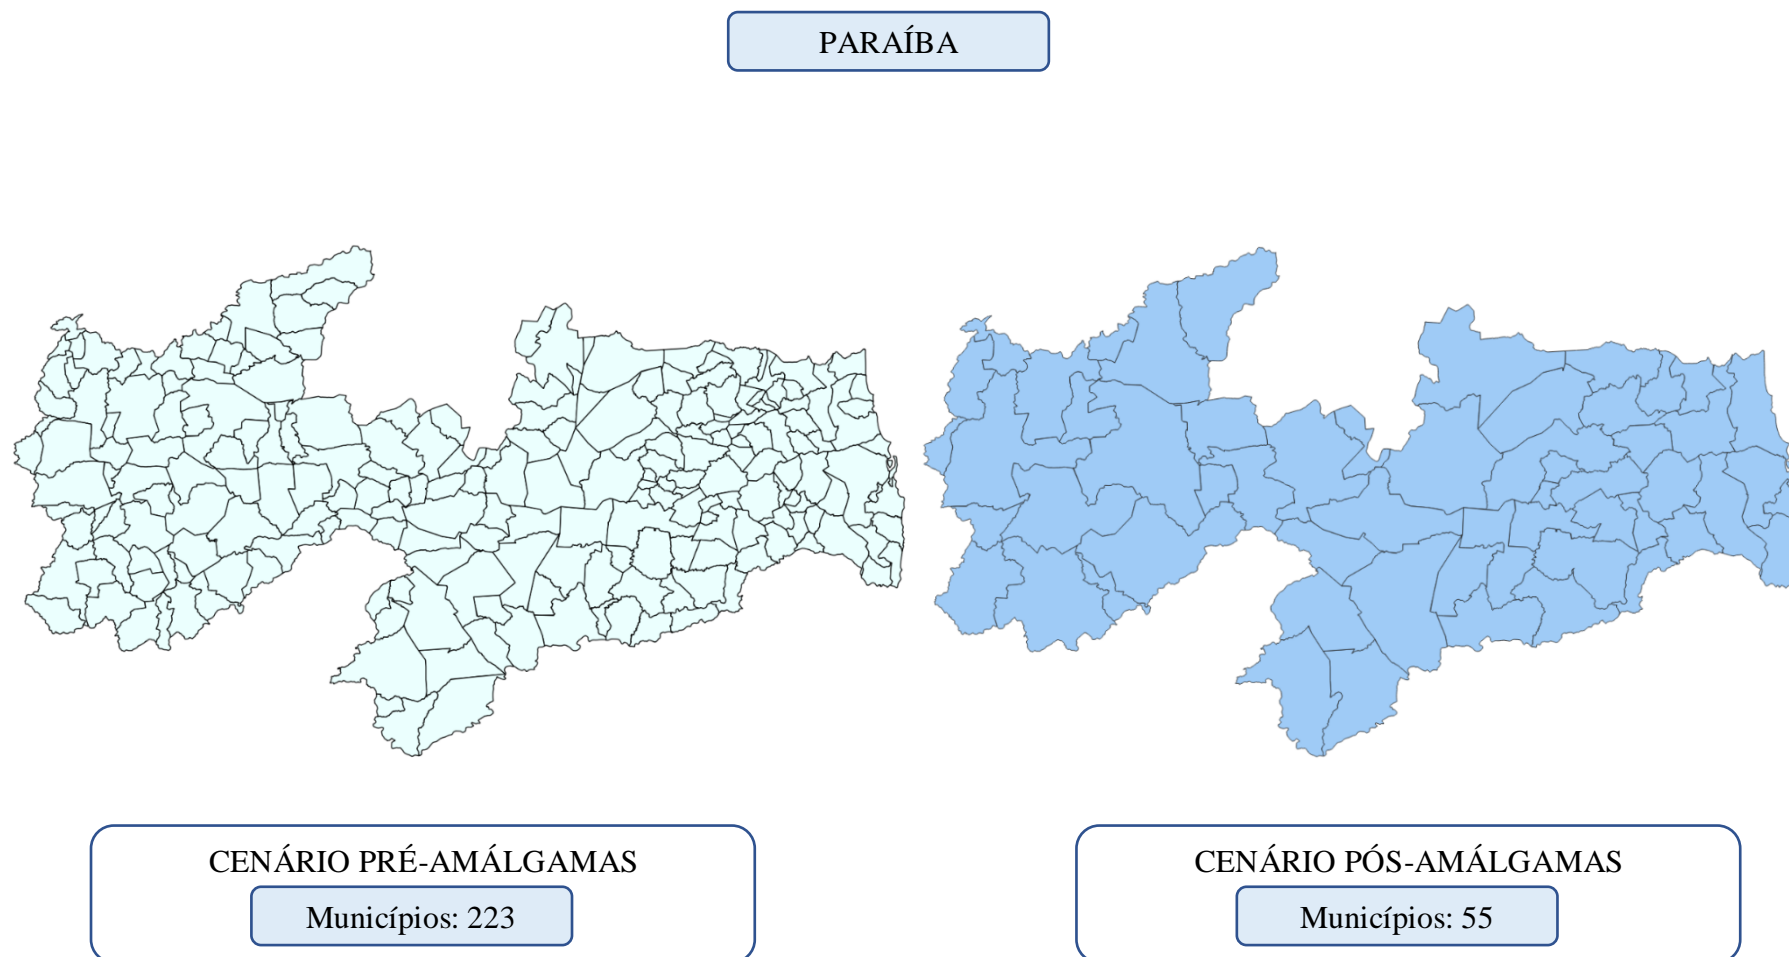 PARAÍBA
CENÁRIO PRÉ-AMÁLGAMAS
Municípios: 223
CENÁRIO PÓS-AMÁLGAMAS
Municípios: 55